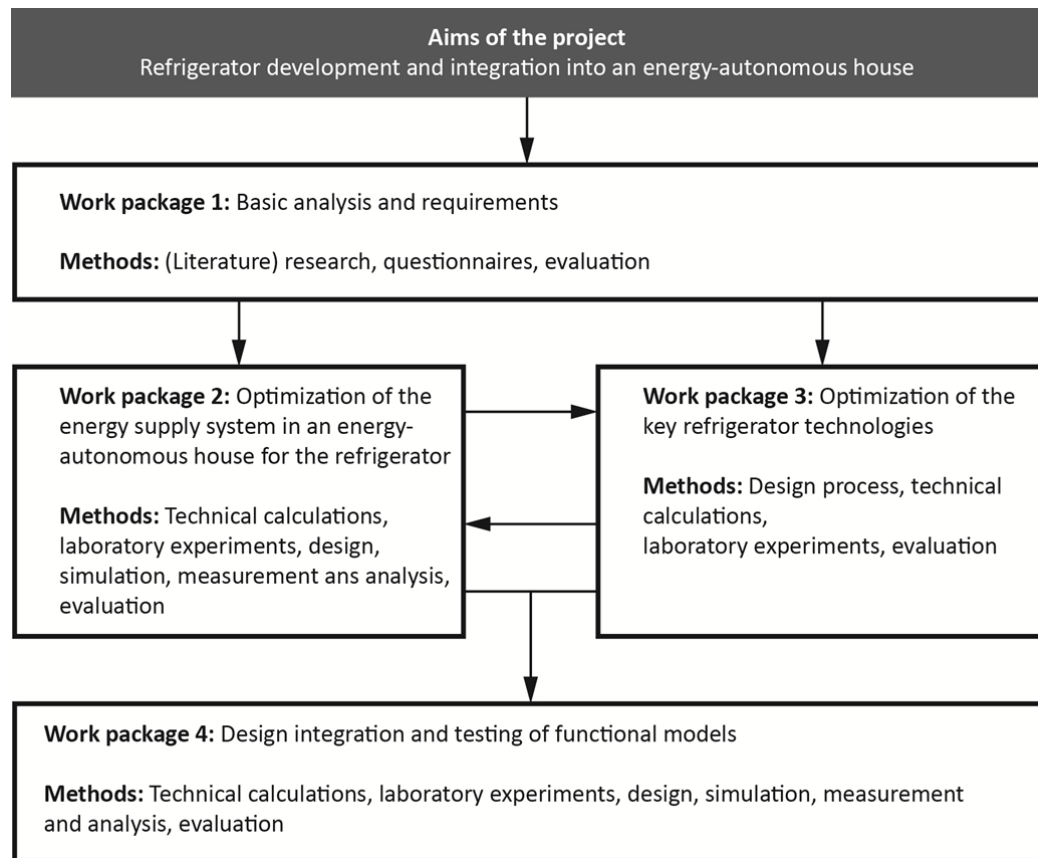 Aims of the project
Refrigerator development and integration into an energy-autonomous house
Work package 1: Basic analysis and requirements
Methods: (Literature) research, questionnaires, evaluation
Work package 2: Optimization of the
energy supply system in an energy-
autonomous house for the refrigerator
Methods: Technical calculations,
laboratory experiments, design,
simulation, measurement ans analysis,
evaluation
Work package 3: Optimization of the
key refrigerator technologies
Methods: Design process, technical
calculations,
laboratory experiments, evaluation
Work package 4: Design integration and testing of functional models
Methods: Technical calculations, laboratory experiments, design, simulation, measurement
and analysis, evaluation